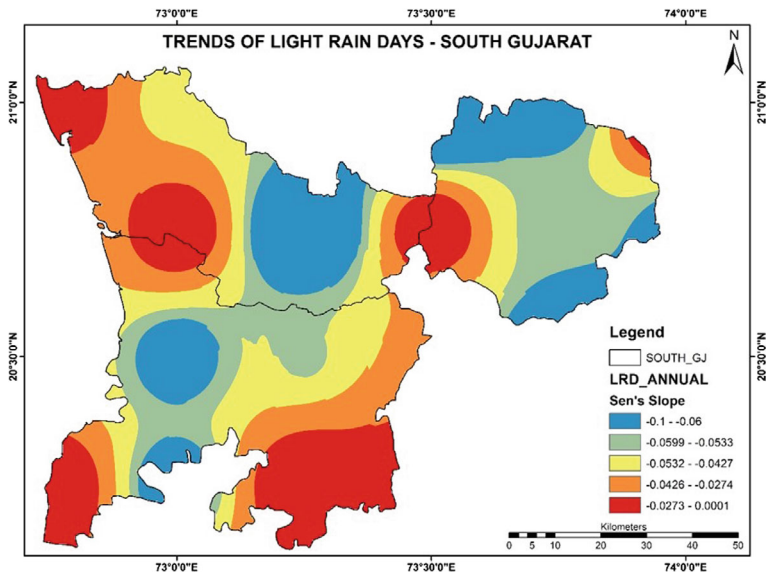 73°0'0"E 73°30'0"E 74°0'0"E
TRENDS OF LIGHT RAIN DAYS - SOUTH GUJARAT
N
21°0'0"N 21°0'0"N
20°30'0"N 20°30'0"N
Legend
SOUTH_GJ
LRD_ANNUAL
Sen's Slope
-0.1 - -0.06
-0.0599 - -0.0533
-0.0532 - -0.0427
-0.0426 - -0.0274
-0.0273 - 0.0001
Kilometers
0 5 10 20 30 40 50
73°0'0"E 73°30'0"E 74°0'0"E